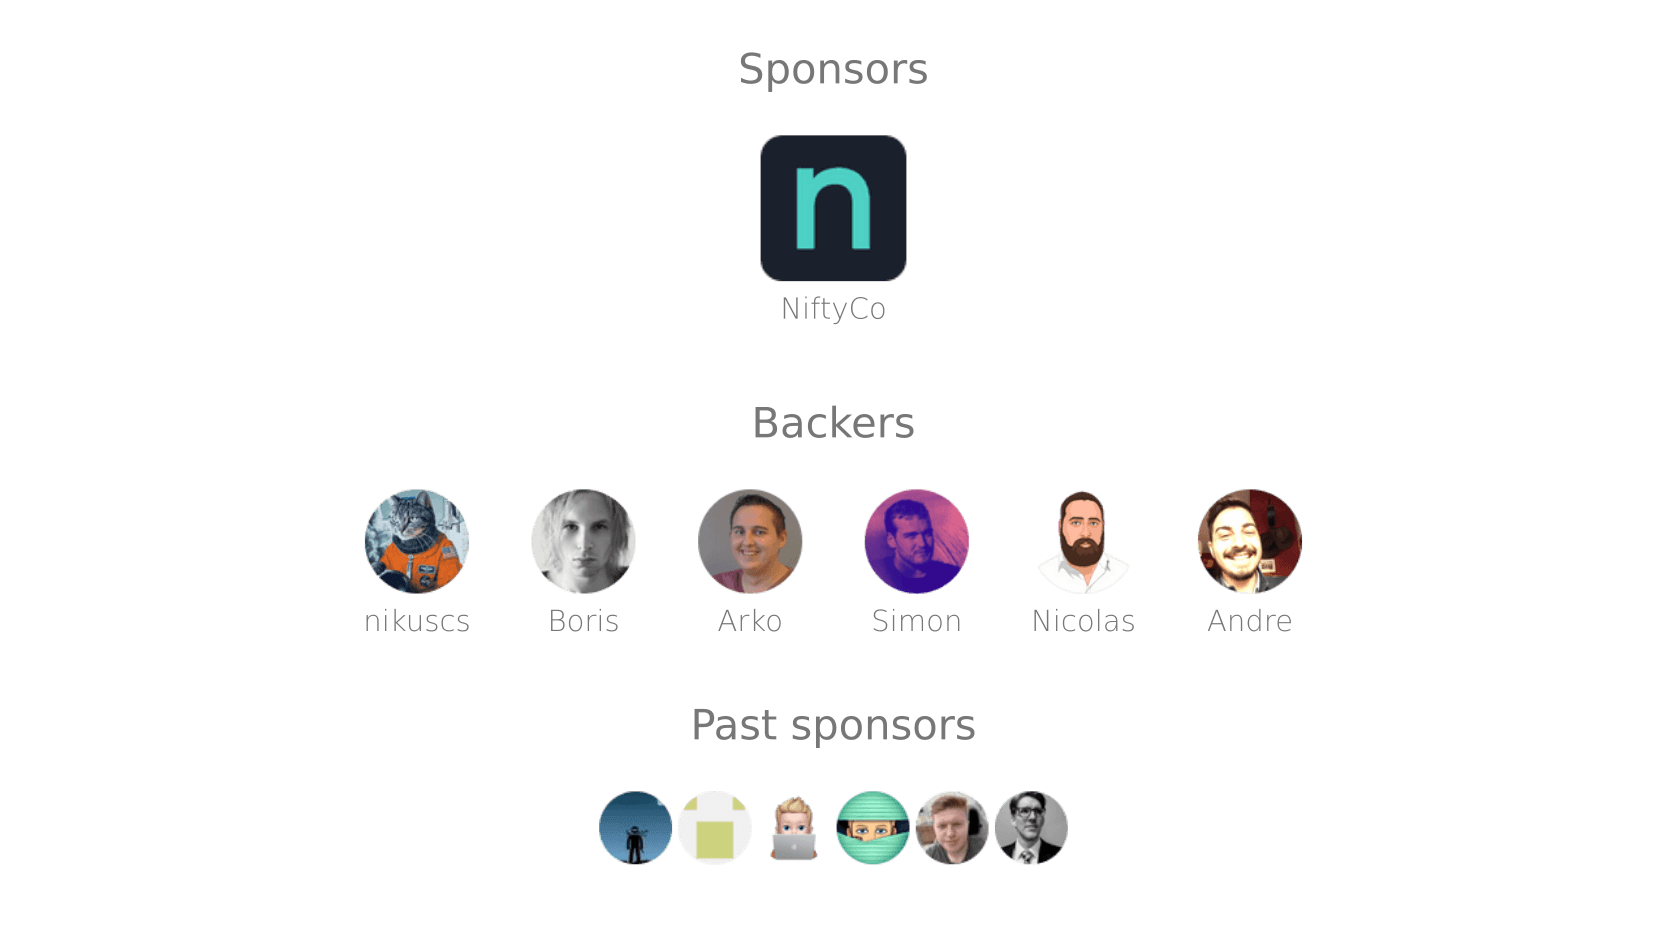 Sponsors
n
NiftyCo
Backers
nikuscs Boris Arko Simon Nicolas Andre
Past sponsors